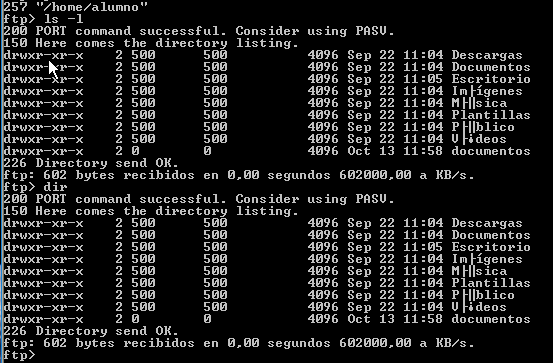 257 "/home/alumno"
ftp> ls -l
200 PORT command successful. Consider using PASV.
150 Here comes the directory listing.
drwxr-xr-x    2 500      500          4096 Sep 22 11:04 Descargas
drwxr-xr-x    2 500      500          4096 Sep 22 11:04 Documentos
drwxr-xr-x    2 500      500          4096 Sep 22 11:05 Escritorio
drwxr-xr-x    2 500      500          4096 Sep 22 11:04 Im├ígenes
drwxr-xr-x    2 500      500          4096 Sep 22 11:04 M├║sica
drwxr-xr-x    2 500      500          4096 Sep 22 11:04 Plantillas
drwxr-xr-x    2 500      500          4096 Sep 22 11:04 P├║blico
drwxr-xr-x    2 500      500          4096 Sep 22 11:04 V├¡deos
drwxr-xr-x    2 0        0            4096 Oct 13 11:58 documentos
226 Directory send OK.
ftp: 602 bytes recibidos en 0,00 segundos 602000,00 a KB/s.
ftp> dir
200 PORT command successful. Consider using PASV.
150 Here comes the directory listing.
drwxr-xr-x    2 500      500          4096 Sep 22 11:04 Descargas
drwxr-xr-x    2 500      500          4096 Sep 22 11:04 Documentos
drwxr-xr-x    2 500      500          4096 Sep 22 11:05 Escritorio
drwxr-xr-x    2 500      500          4096 Sep 22 11:04 Im├ígenes
drwxr-xr-x    2 500      500          4096 Sep 22 11:04 M├║sica
drwxr-xr-x    2 500      500          4096 Sep 22 11:04 Plantillas
drwxr-xr-x    2 500      500          4096 Sep 22 11:04 P├║blico
drwxr-xr-x    2 500      500          4096 Sep 22 11:04 V├¡deos
drwxr-xr-x    2 0        0            4096 Oct 13 11:58 documentos
226 Directory send OK.
ftp: 602 bytes recibidos en 0,00 segundos 602000,00 a KB/s.
ftp>